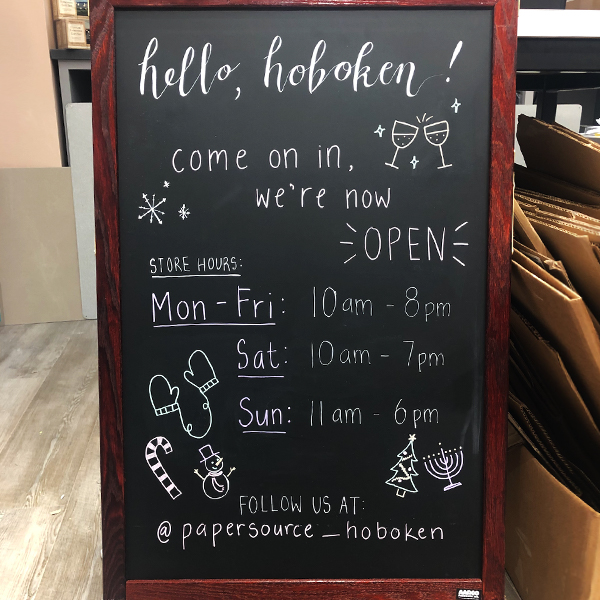 hello, hoboken!
come on in,
we're now
OPEN
STORE HOURS:
Mon - Fri: 10am - 8pm
Sat: 10am - 7pm
Sun: 11am - 6pm
FOLLOW US AT:
@papersource_hoboken
AARCO